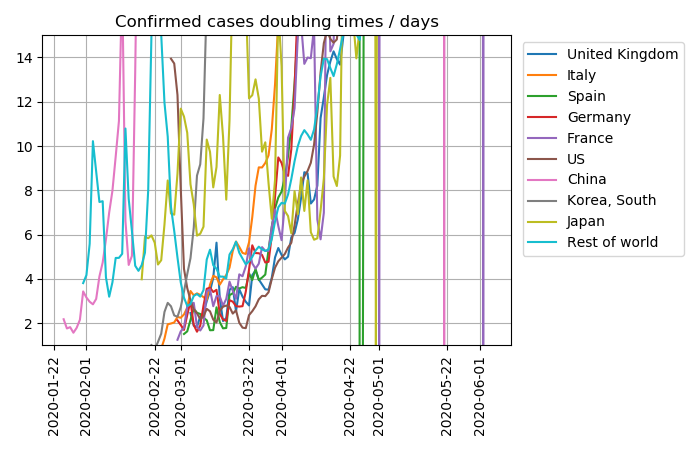 Confirmed cases doubling times / days
14
12
10
8
6
4
2
2020-01-22
2020-02-01
2020-02-22
2020-03-01
2020-03-22
2020-04-01
2020-04-22
2020-05-01
2020-05-22
2020-06-01
United Kingdom
Italy
Spain
Germany
France
US
China
Korea, South
Japan
Rest of world